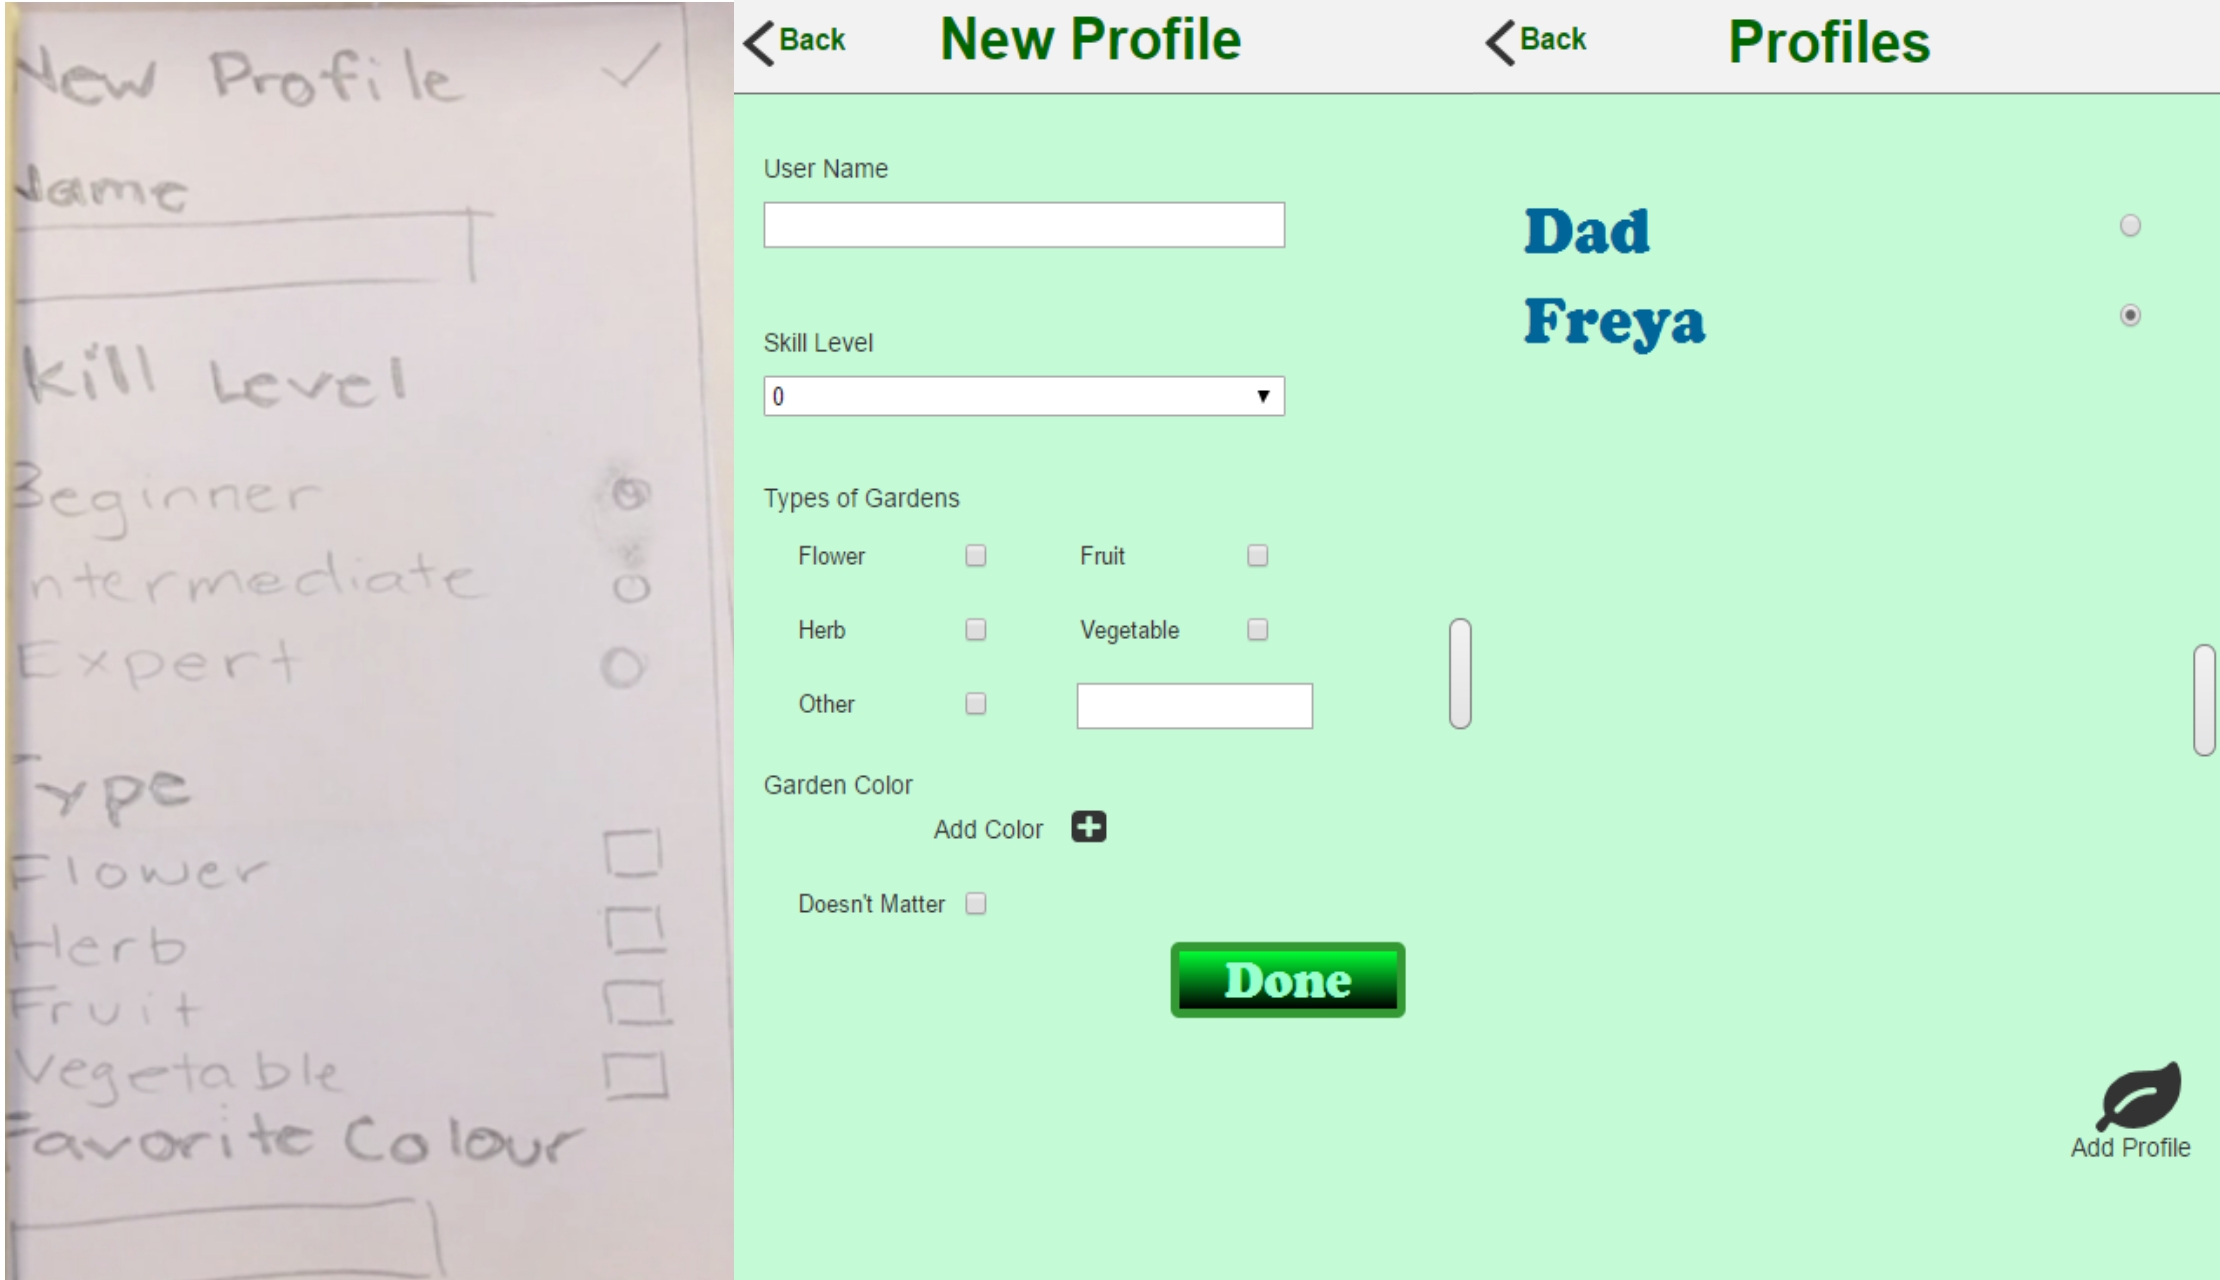 New Profile
Name
Skill Level
Beginner
Intermediate
Expert
Type
Flower
Herb
Fruit
Vegetable
Favorite Colour
Back New Profile
User Name
Skill Level
0
Types of Gardens
Flower Fruit
Herb Vegetable
Other
Garden Color
Add Color
Doesn't Matter
Done
Back Profiles
Dad
Freya
Add Profile